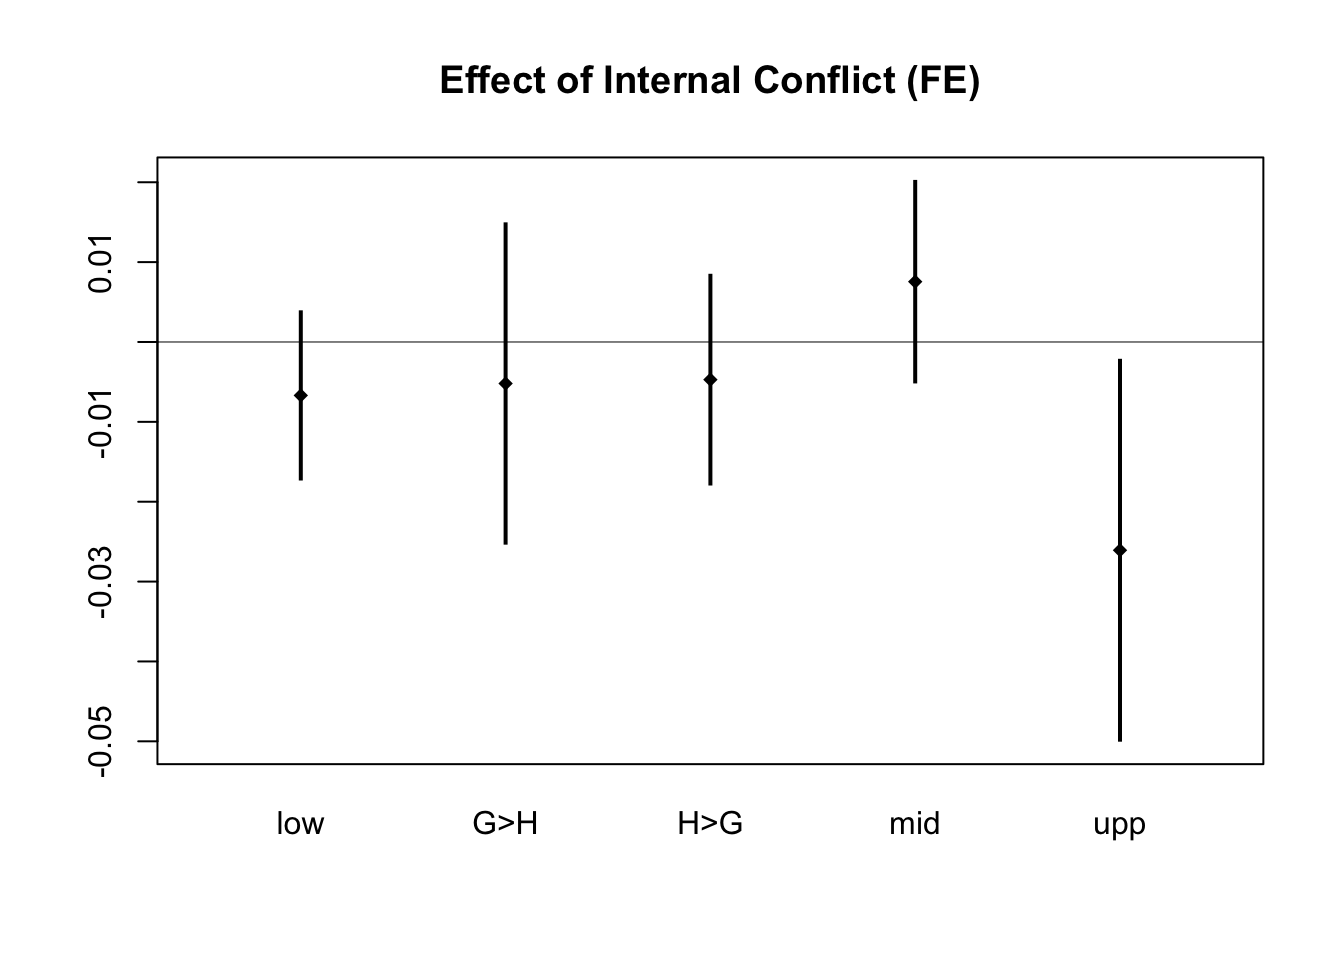 Effect of Internal Conflict (FE)
0.01
-0.01
-0.03
-0.05
low G>H H>G mid upp